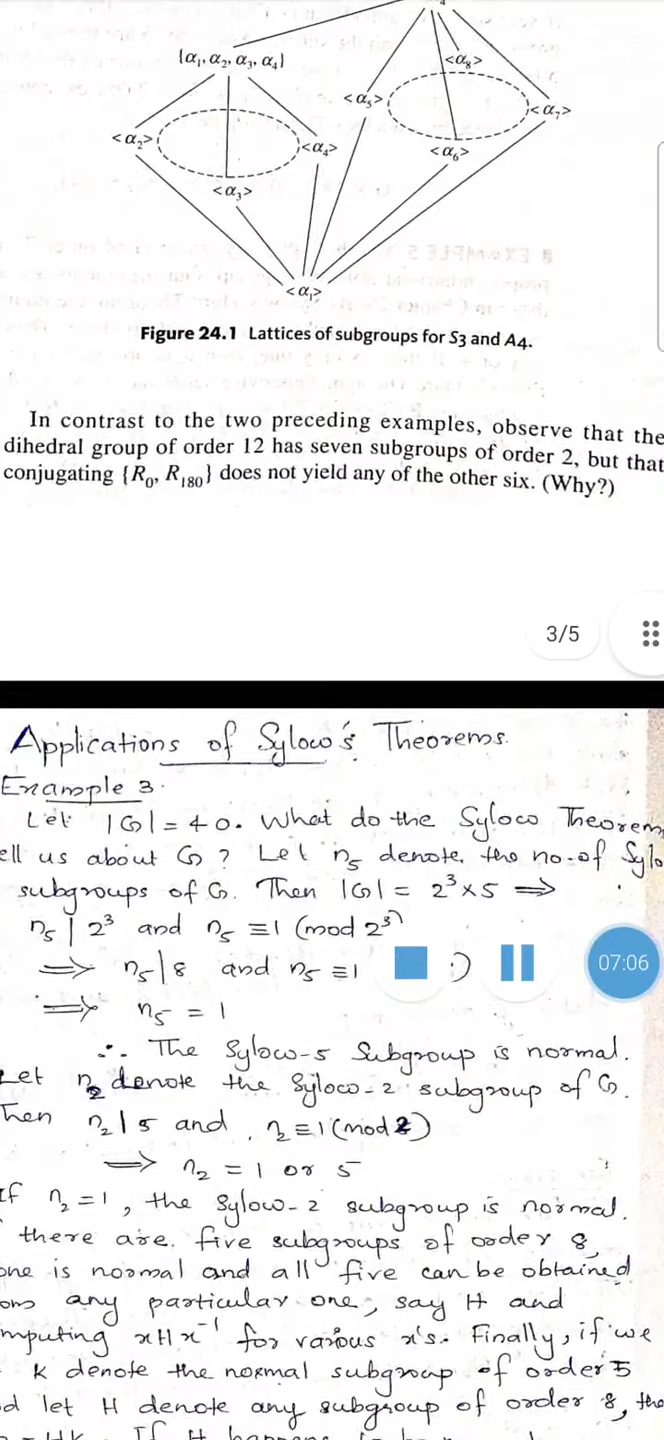 {α₁, α₂, α₃, α₄}
<α₈>
<α₅>
<α₇>
<α₂>
<α₄>
<α₆>
<α₃>
<α₁>
Figure 24.1 Lattices of subgroups for S3 and A4.
In contrast to the two preceding examples, observe that the
dihedral group of order 12 has seven subgroups of order 2, but that
conjugating {R₀, R₁₈₀} does not yield any of the other six. (Why?)
3/5
Applications of Sylow's Theorems.
Example 3.
Let |G| = 40. What do the Sylow Theorem
ell us about G? Let n₅ denote the no. of Sylo
subgroups of G. Then |G| = 2³ x 5 ⟹
n₅ | 2³ and n₅ ≡ 1 (mod 2³)
⟹ n₅ | 8 and n₅ ≡ 1 )
07:06
⟹ n₅ = 1
∴ The Sylow-5 Subgroup is normal.
Let n₂ denote the Sylow-2 subgroup of G.
Then n₂ | 5 and n₂ ≡ 1 (mod 2)
⟹ n₂ = 1 or 5
If n₂ = 1, the Sylow-2 subgroup is normal.
there are five subgroups of order 8,
one is normal and all five can be obtained
om any particular one, say H and
mputing xHx⁻¹ for various x's. Finally, if we
k denote the normal subgroup of order 5
d let H denote any subgroup of order 8, the